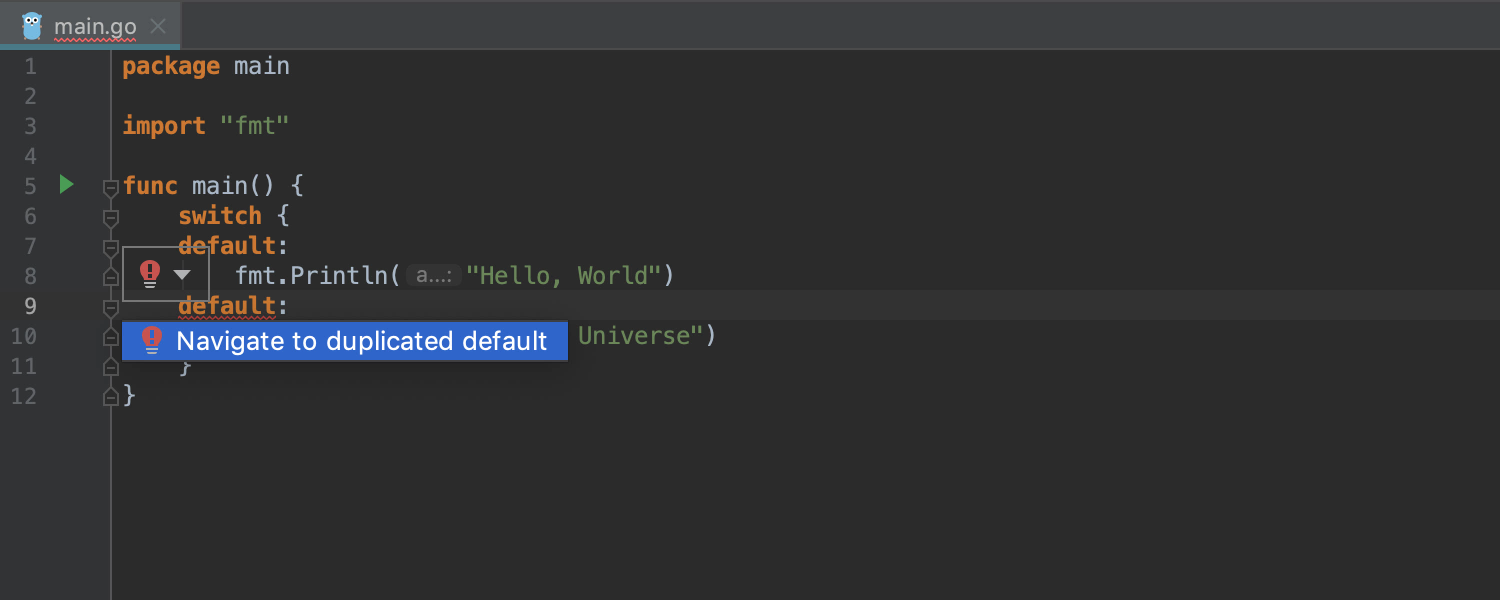 main.go
1 package main
2
3 import "fmt"
4
5 func main() {
6 switch {
7 default:
8 fmt.Println( a...: "Hello, World")
9 default:
Navigate to duplicated default
10 Universe")
11 }
12 }